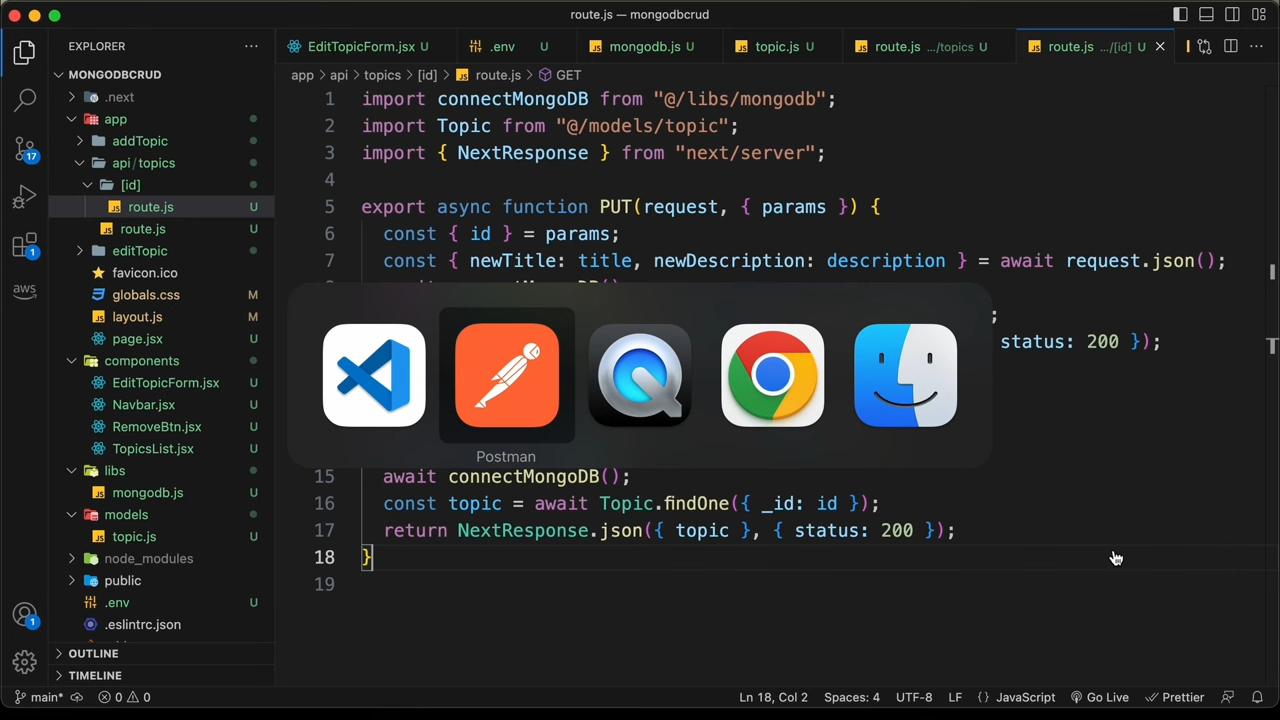 route.js — mongodbcrud
EXPLORER
MONGODBCRUD
.next
app
addTopic
api/topics
[id]
route.js U
route.js U
editTopic
favicon.ico
globals.css M
layout.js M
page.jsx U
components
EditTopicForm.jsx U
Navbar.jsx U
RemoveBtn.jsx U
TopicsList.jsx U
libs
mongodb.js U
models
topic.js U
node_modules
public
.env U
.eslintrc.json
OUTLINE
TIMELINE
17
1
aws
1
EditTopicForm.jsx U .env U mongodb.js U topic.js U route.js .../topics U route.js .../[id] U
app > api > topics > [id] > JS route.js > GET
1 import connectMongoDB from "@/libs/mongodb";
2 import Topic from "@/models/topic";
3 import { NextResponse } from "next/server";
4
5 export async function PUT(request, { params }) {
6 const { id } = params;
7 const { newTitle: title, newDescription: description } = await request.json();
;
status: 200 });
Postman
15 await connectMongoDB();
16 const topic = await Topic.findOne({ _id: id });
17 return NextResponse.json({ topic }, { status: 200 });
18 }
19
main* 0 0 Ln 18, Col 2 Spaces: 4 UTF-8 LF {} JavaScript Go Live Prettier